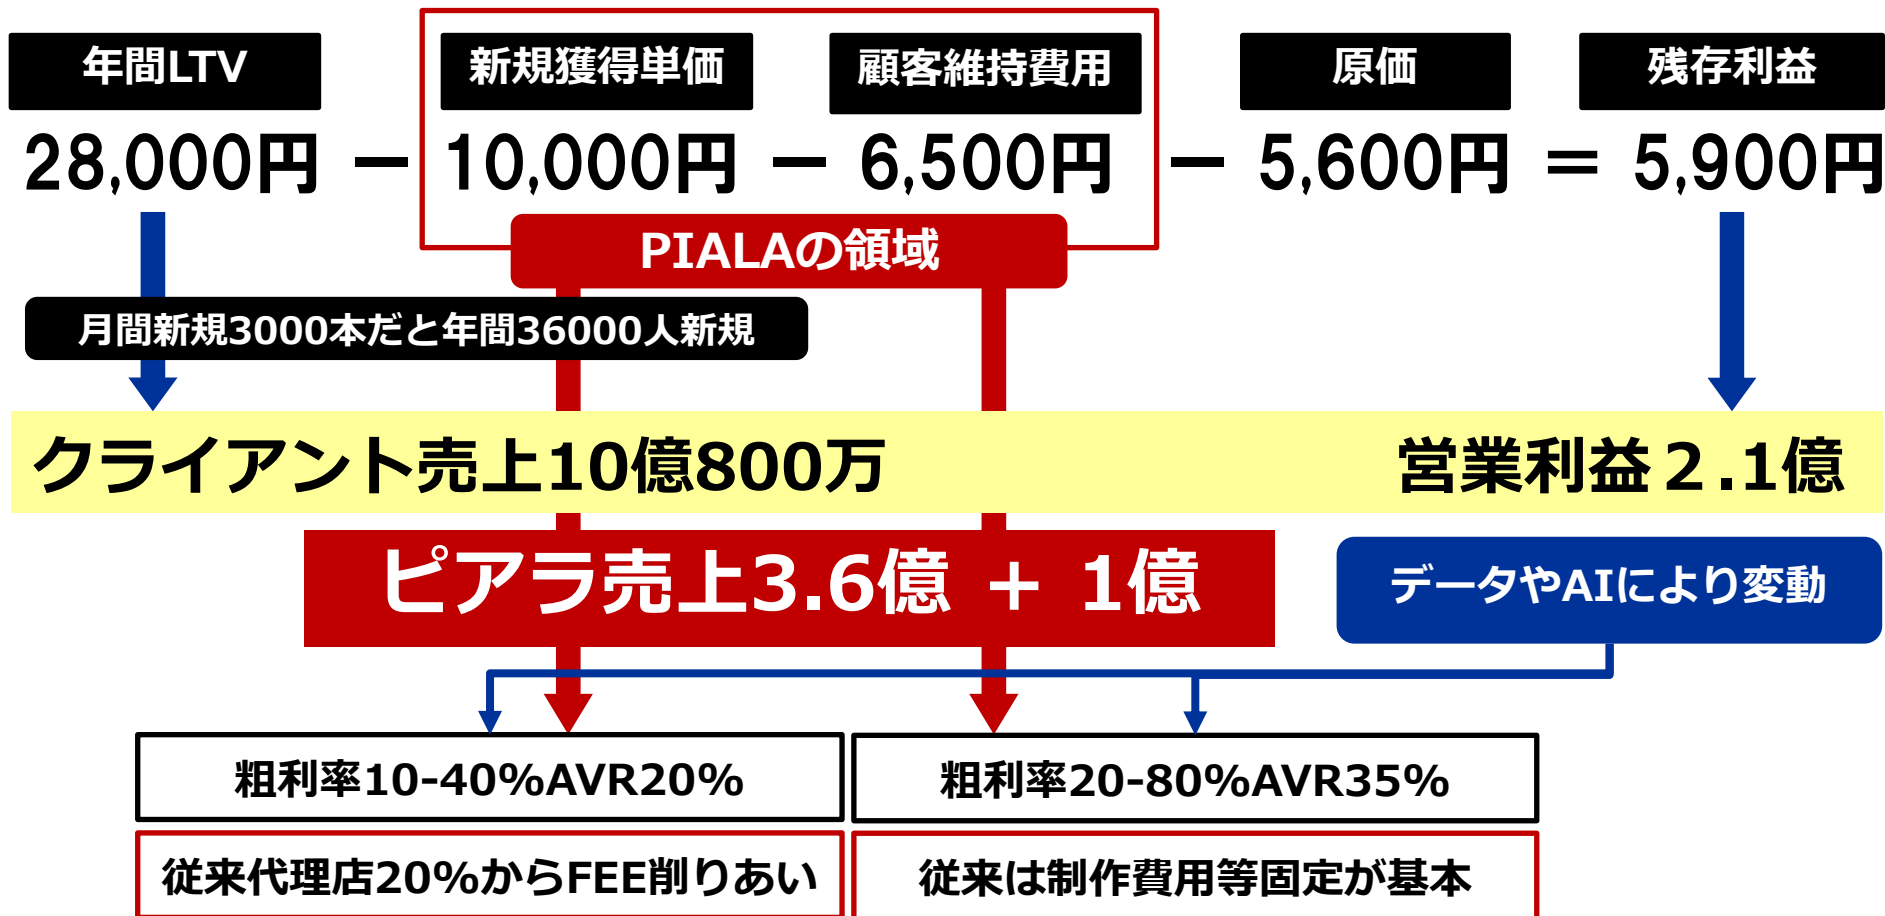 年間LTV 新規獲得単価 顧客維持費用 原価 残存利益
28,000円 － 10,000円 － 6,500円 － 5,600円 ＝ 5,900円
PIALAの領域
月間新規3000本だと年間36000人新規
クライアント売上10億800万 営業利益２.1億
ピアラ売上3.6億 + 1億
データやAIにより変動
粗利率10-40%AVR20% 粗利率20-80%AVR35%
従来代理店20%からFEE削りあい 従来は制作費用等固定が基本